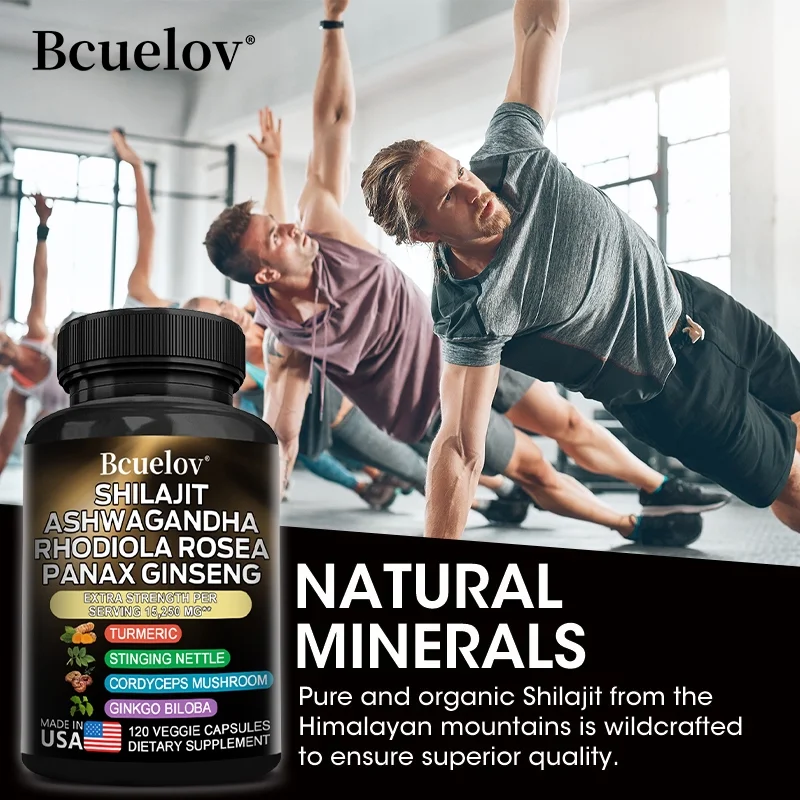 Bcuelov®
Bcuelov®
SHILAJIT
ASHWAGANDHA
RHODIOLA ROSEA
PANAX GINSENG
EXTRA STRENGTH PER
SERVING 15,250 MG**
TURMERIC
STINGING NETTLE
CORDYCEPS MUSHROOM
GINKGO BILOBA
MADE IN
USA
120 VEGGIE CAPSULES
DIETARY SUPPLEMENT
NATURAL
MINERALS
Pure and organic Shilajit from the
Himalayan mountains is wildcrafted
to ensure superior quality.